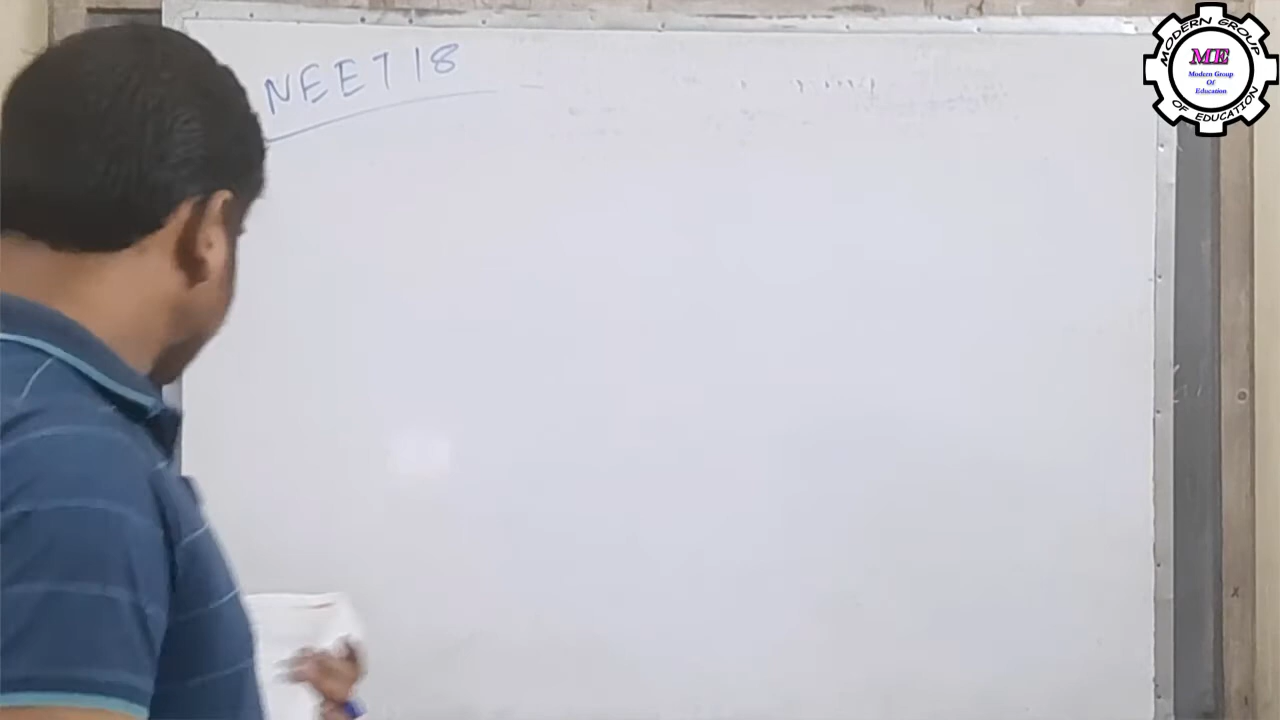 NEET 18
MODERN GROUP
ME
Modern Group
Of
Education
OF EDUCATION